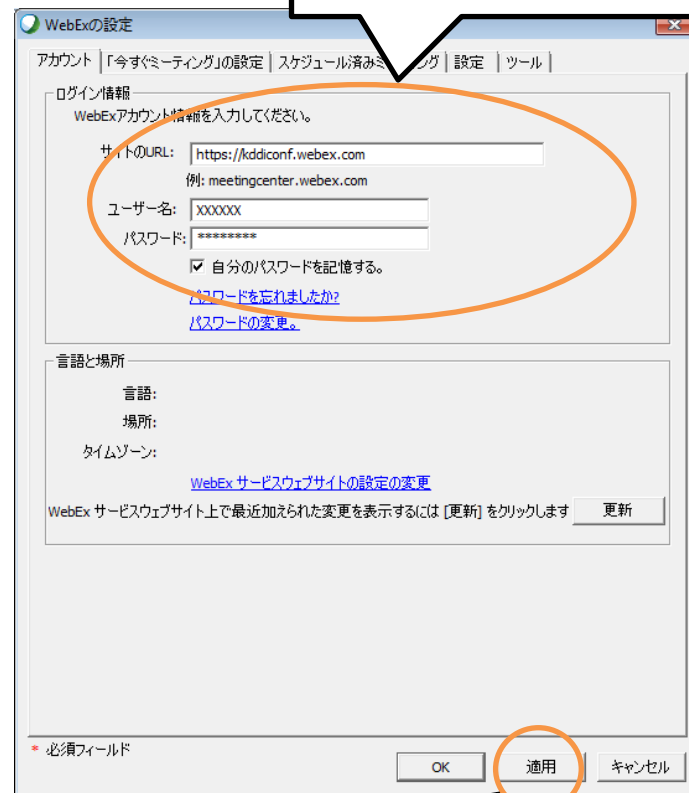 WebExの設定
アカウント 「今すぐミーティング」の設定 スケジュール済みミ ング 設定 ツール
ログイン情報
WebExアカウント情報を入力してください。
サイトのURL: https://kddiconf.webex.com
例: meetingcenter.webex.com
ユーザー名: XXXXXX
パスワード: ********
自分のパスワードを記憶する。
パスワードを忘れましたか?
パスワードの変更。
言語と場所
言語:
場所:
タイムゾーン:
WebEx サービスウェブサイトの設定の変更
WebEx サービスウェブサイト上で最近加えられた変更を表示するには [更新] をクリックします 更新
* 必須フィールド
OK 適用 キャンセル